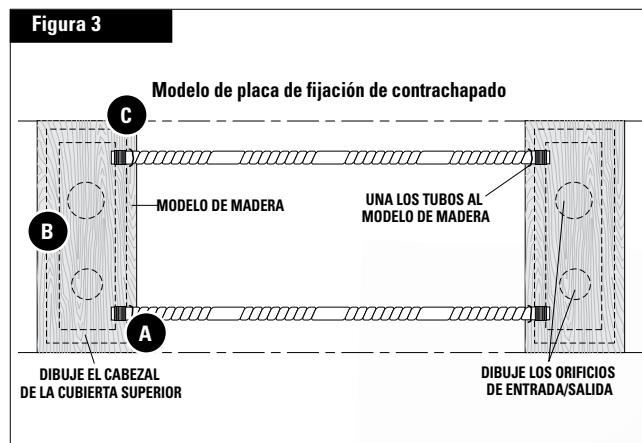 Figura 3
Modelo de placa de fijación de contrachapado
C
MODELO DE MADERA
UNA LOS TUBOS AL
MODELO DE MADERA
B
A
DIBUJE EL CABEZAL
DE LA CUBIERTA SUPERIOR
DIBUJE LOS ORIFICIOS
DE ENTRADA/SALIDA